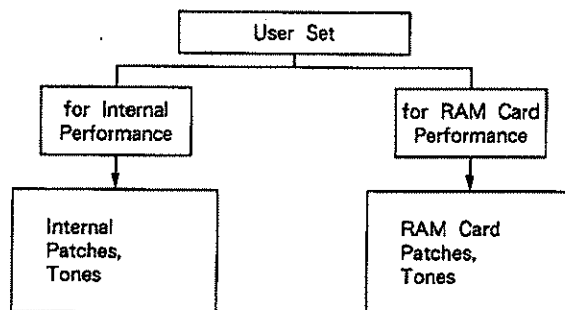 User Set
for Internal
Performance
for RAM Card
Performance
Internal
Patches,
Tones
RAM Card
Patches,
Tones